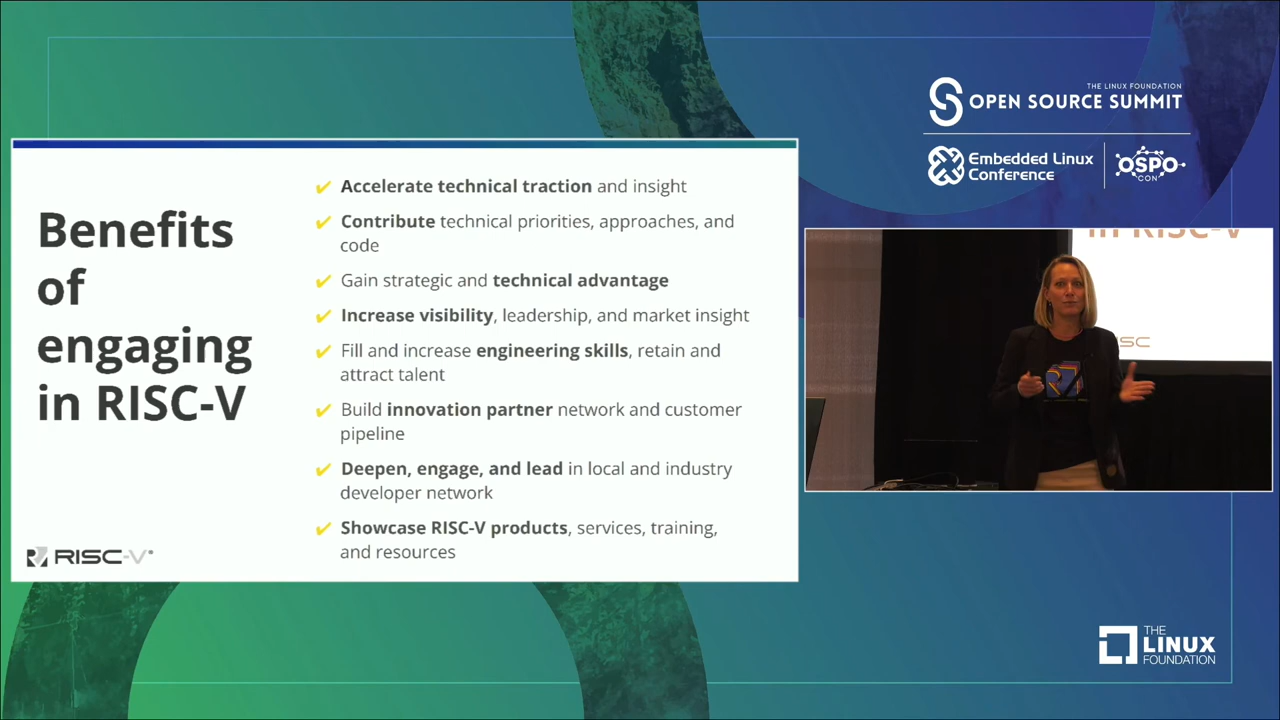 THE LINUX FOUNDATION
OPEN SOURCE SUMMIT
Embedded Linux
Conference
OSPO
CON
Benefits
of
engaging
in RISC-V
✔ Accelerate technical traction and insight
✔ Contribute technical priorities, approaches, and
code
✔ Gain strategic and technical advantage
✔ Increase visibility, leadership, and market insight
✔ Fill and increase engineering skills, retain and
attract talent
✔ Build innovation partner network and customer
pipeline
✔ Deepen, engage, and lead in local and industry
developer network
✔ Showcase RISC-V products, services, training,
and resources
RISC-V
in RISC-V
ISC
THE
LINUX
FOUNDATION